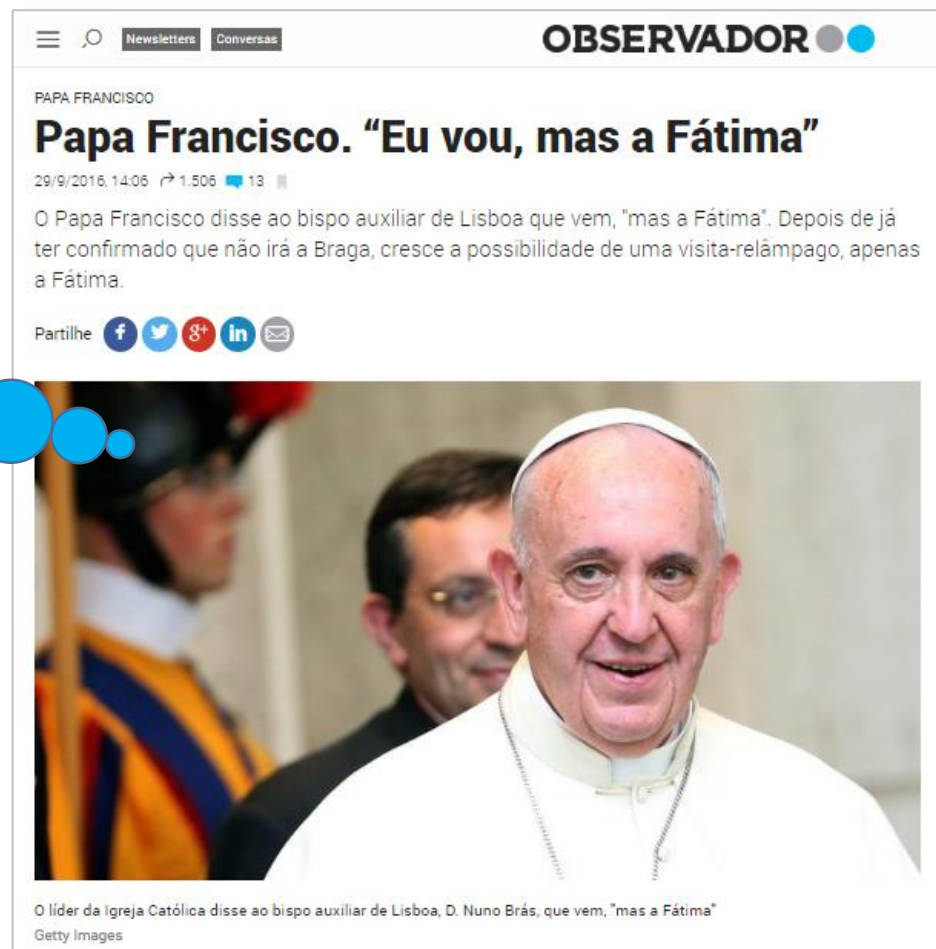 Newsletters Conversas OBSERVADOR
PAPA FRANCISCO
Papa Francisco. “Eu vou, mas a Fátima”
29/9/2016, 14:06 1.506 13
O Papa Francisco disse ao bispo auxiliar de Lisboa que vem, "mas a Fátima". Depois de já
ter confirmado que não irá a Braga, cresce a possibilidade de uma visita-relâmpago, apenas
a Fátima.
Partilhe f 8+ in
O líder da Igreja Católica disse ao bispo auxiliar de Lisboa, D. Nuno Brás, que vem, "mas a Fátima"
Getty Images